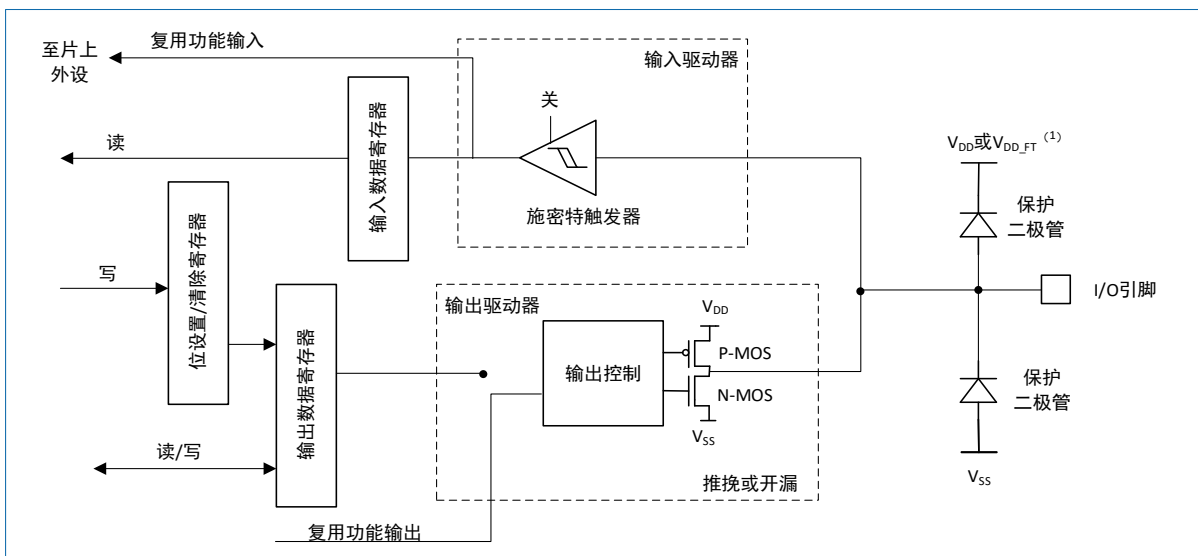 至片上
外设
复用功能输入
输入驱动器
关
读
输入数据寄存器
施密特触发器
V_DD或V_DD_FT（1）
保护
二极管
写
位设置/清除寄存器
I/O引脚
输出数据寄存器
输出驱动器
V_DD
P-MOS
输出控制
N-MOS
V_SS
保护
二极管
读/写
V_SS
推挽或开漏
复用功能输出